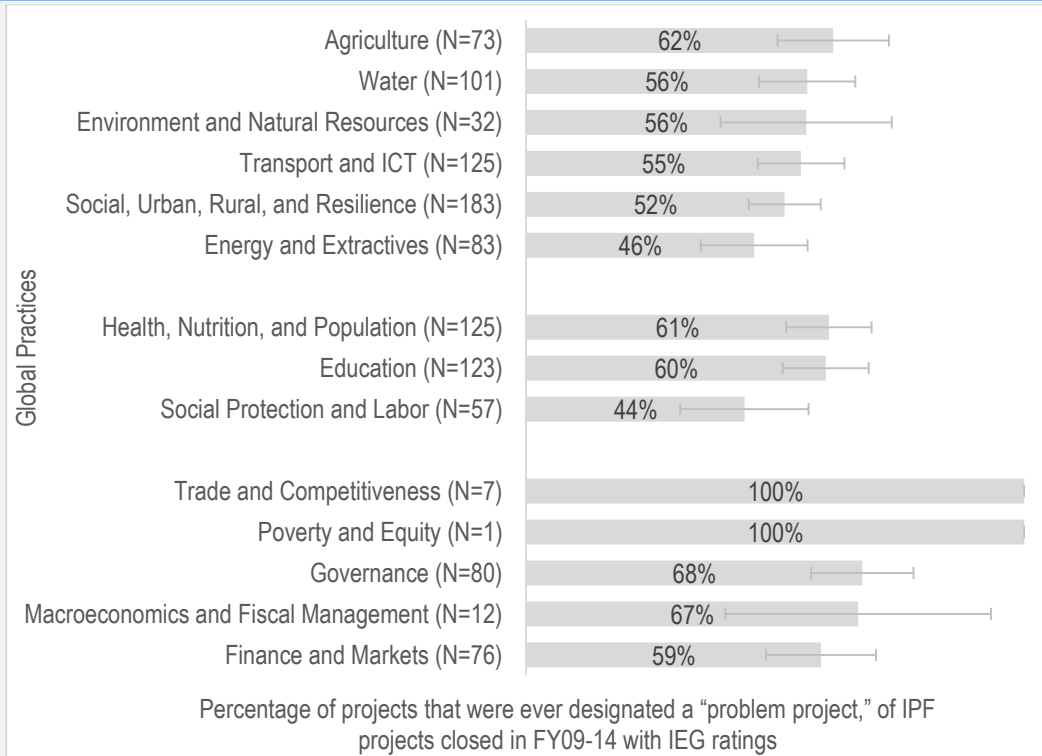 Global Practices
Agriculture (N=73) 62%
Water (N=101) 56%
Environment and Natural Resources (N=32) 56%
Transport and ICT (N=125) 55%
Social, Urban, Rural, and Resilience (N=183) 52%
Energy and Extractives (N=83) 46%
Health, Nutrition, and Population (N=125) 61%
Education (N=123) 60%
Social Protection and Labor (N=57) 44%
Trade and Competitiveness (N=7) 100%
Poverty and Equity (N=1) 100%
Governance (N=80) 68%
Macroeconomics and Fiscal Management (N=12) 67%
Finance and Markets (N=76) 59%
Percentage of projects that were ever designated a “problem project,” of IPF
projects closed in FY09-14 with IEG ratings